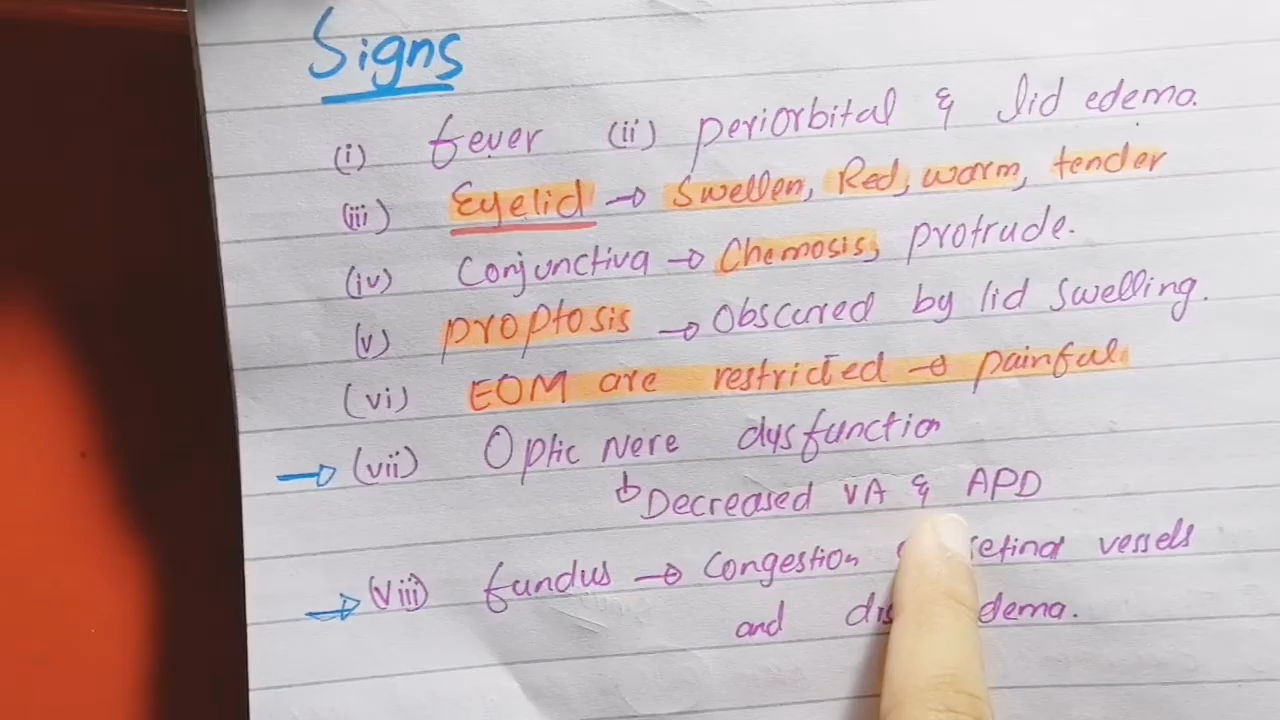 Signs
(i) fever (ii) periorbital & lid edema.
(iii) Eyelid → Swellen, Red, warm, tender
(iv) Conjunctiva → Chemosis, protrude.
(v) proptosis → Obscured by lid swelling.
(vi) EOM are restricted → painful.
→ (vii) Optic Nere dysfunction
↳ Decreased VA & APD
→ (viii) fundus → Congestion retinal vessels
and edema.